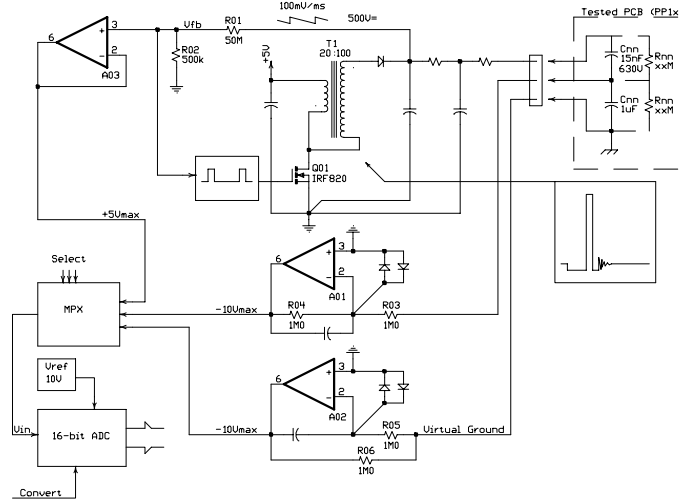 100mV/ms
Tested PCB (PP1x
3
Vfb
R01
50M
500V=
6
2
A03
R02
500k
+5V
T1
20:100
Cnn
15nF
630V
Rnn
xxM
Cnn
1uF
Rnn
xxM
Q01
IRF820
+5Vmax
Select
MPX
-10Vmax
6
3
2
A01
R04
1M0
R03
1M0
Vref
10V
6
3
2
A02
-10Vmax
R05
1M0
Virtual Ground
R06
1M0
Vin
16-bit ADC
Convert